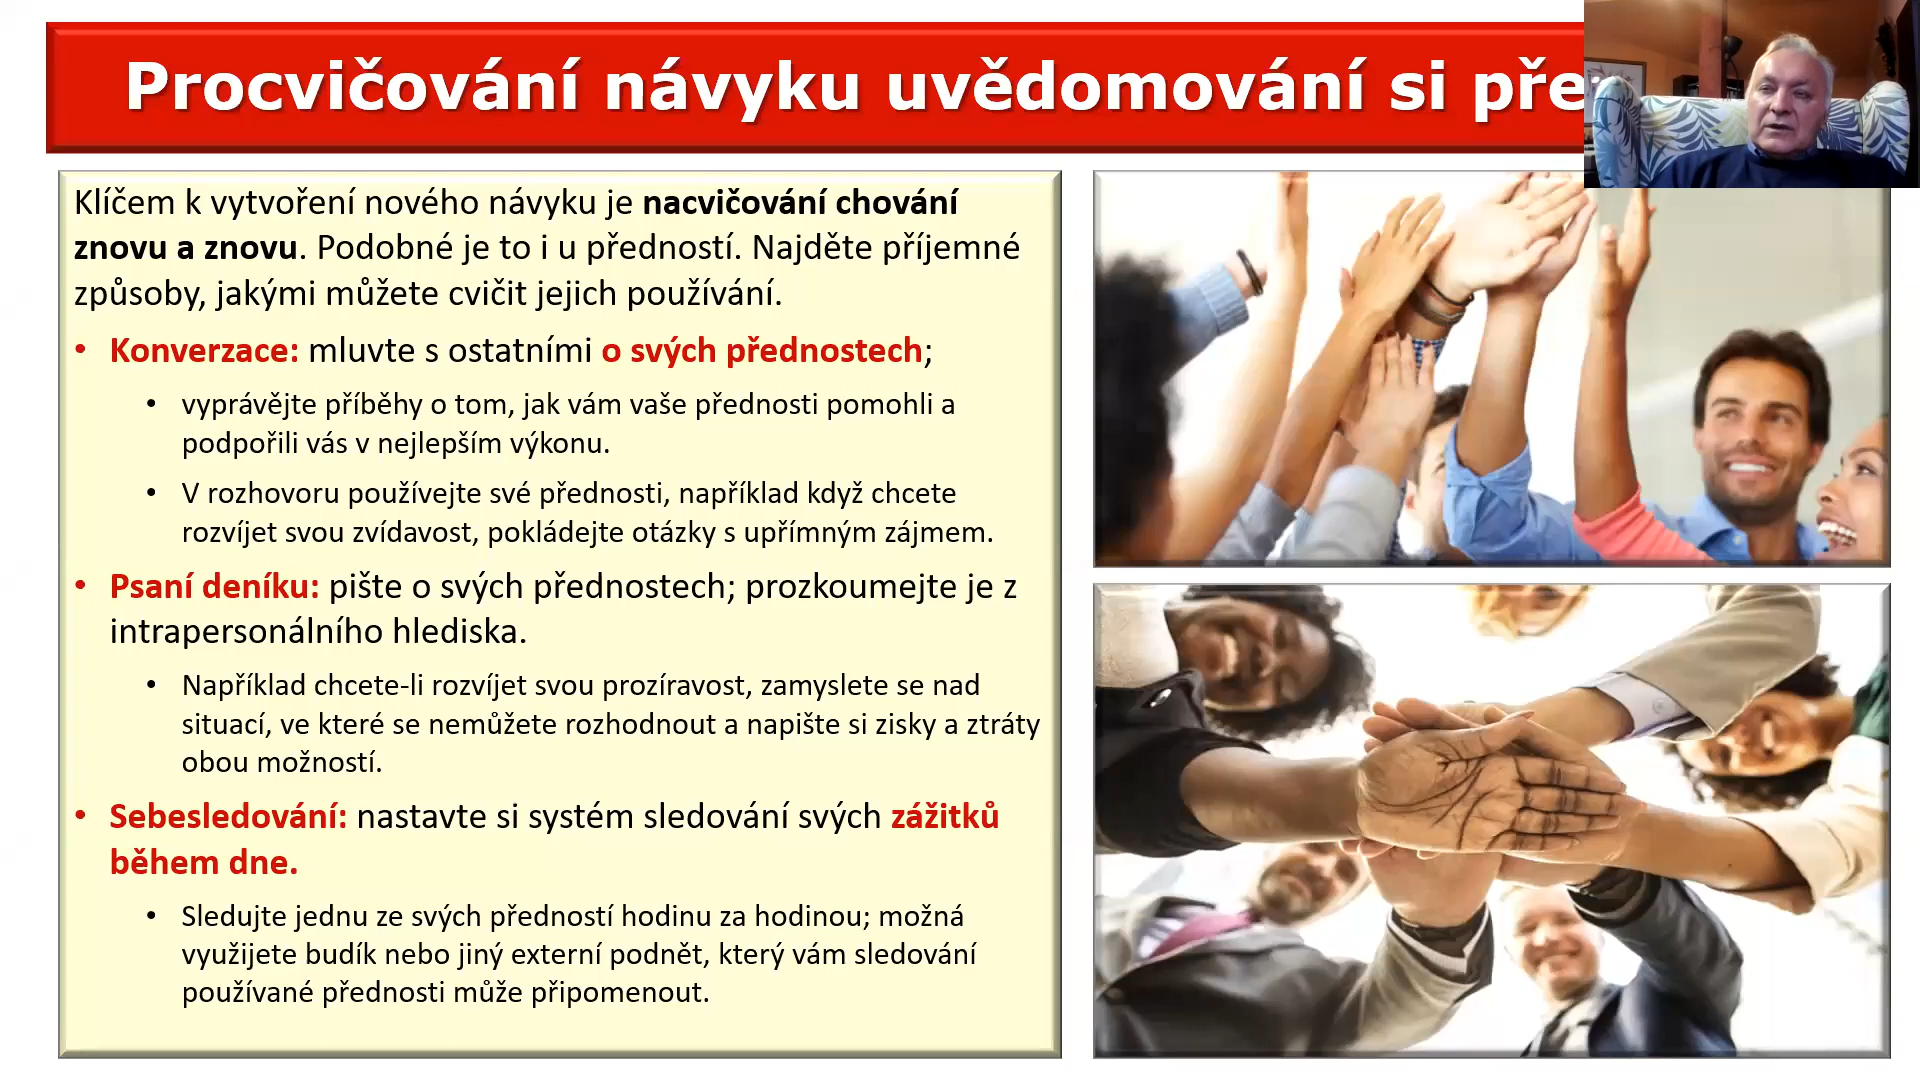 Procvičování návyku uvědomování si pře
Klíčem k vytvoření nového návyku je nacvičování chování
znovu a znovu. Podobné je to i u předností. Najděte příjemné
způsoby, jakými můžete cvičit jejich používání.
• Konverzace: mluvte s ostatními o svých přednostech;
• vyprávějte příběhy o tom, jak vám vaše přednosti pomohli a
podpořili vás v nejlepším výkonu.
• V rozhovoru používejte své přednosti, například když chcete
rozvíjet svou zvídavost, pokládejte otázky s upřímným zájmem.
• Psaní deníku: pište o svých přednostech; prozkoumejte je z
intrapersonálního hlediska.
• Například chcete-li rozvíjet svou prozíravost, zamyslete se nad
situací, ve které se nemůžete rozhodnout a napište si zisky a ztráty
obou možností.
• Sebesledování: nastavte si systém sledování svých zážitků
během dne.
• Sledujte jednu ze svých předností hodinu za hodinou; možná
využijete budík nebo jiný externí podnět, který vám sledování
používané přednosti může připomenout.